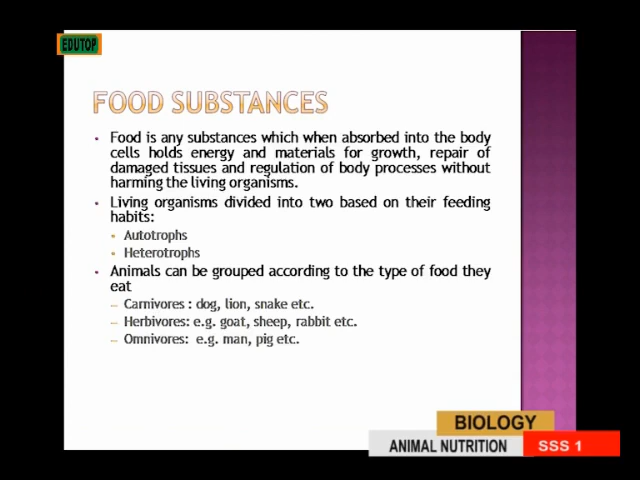 EDUTOP
FOOD SUBSTANCES
• Food is any substances which when absorbed into the body
cells holds energy and materials for growth, repair of
damaged tissues and regulation of body processes without
harming the living organisms.
• Living organisms divided into two based on their feeding
habits:
• Autotrophs
• Heterotrophs
• Animals can be grouped according to the type of food they
eat
– Carnivores : dog, lion, snake etc.
– Herbivores: e.g. goat, sheep, rabbit etc.
– Omnivores: e.g. man, pig etc.
BIOLOGY
ANIMAL NUTRITION SSS 1